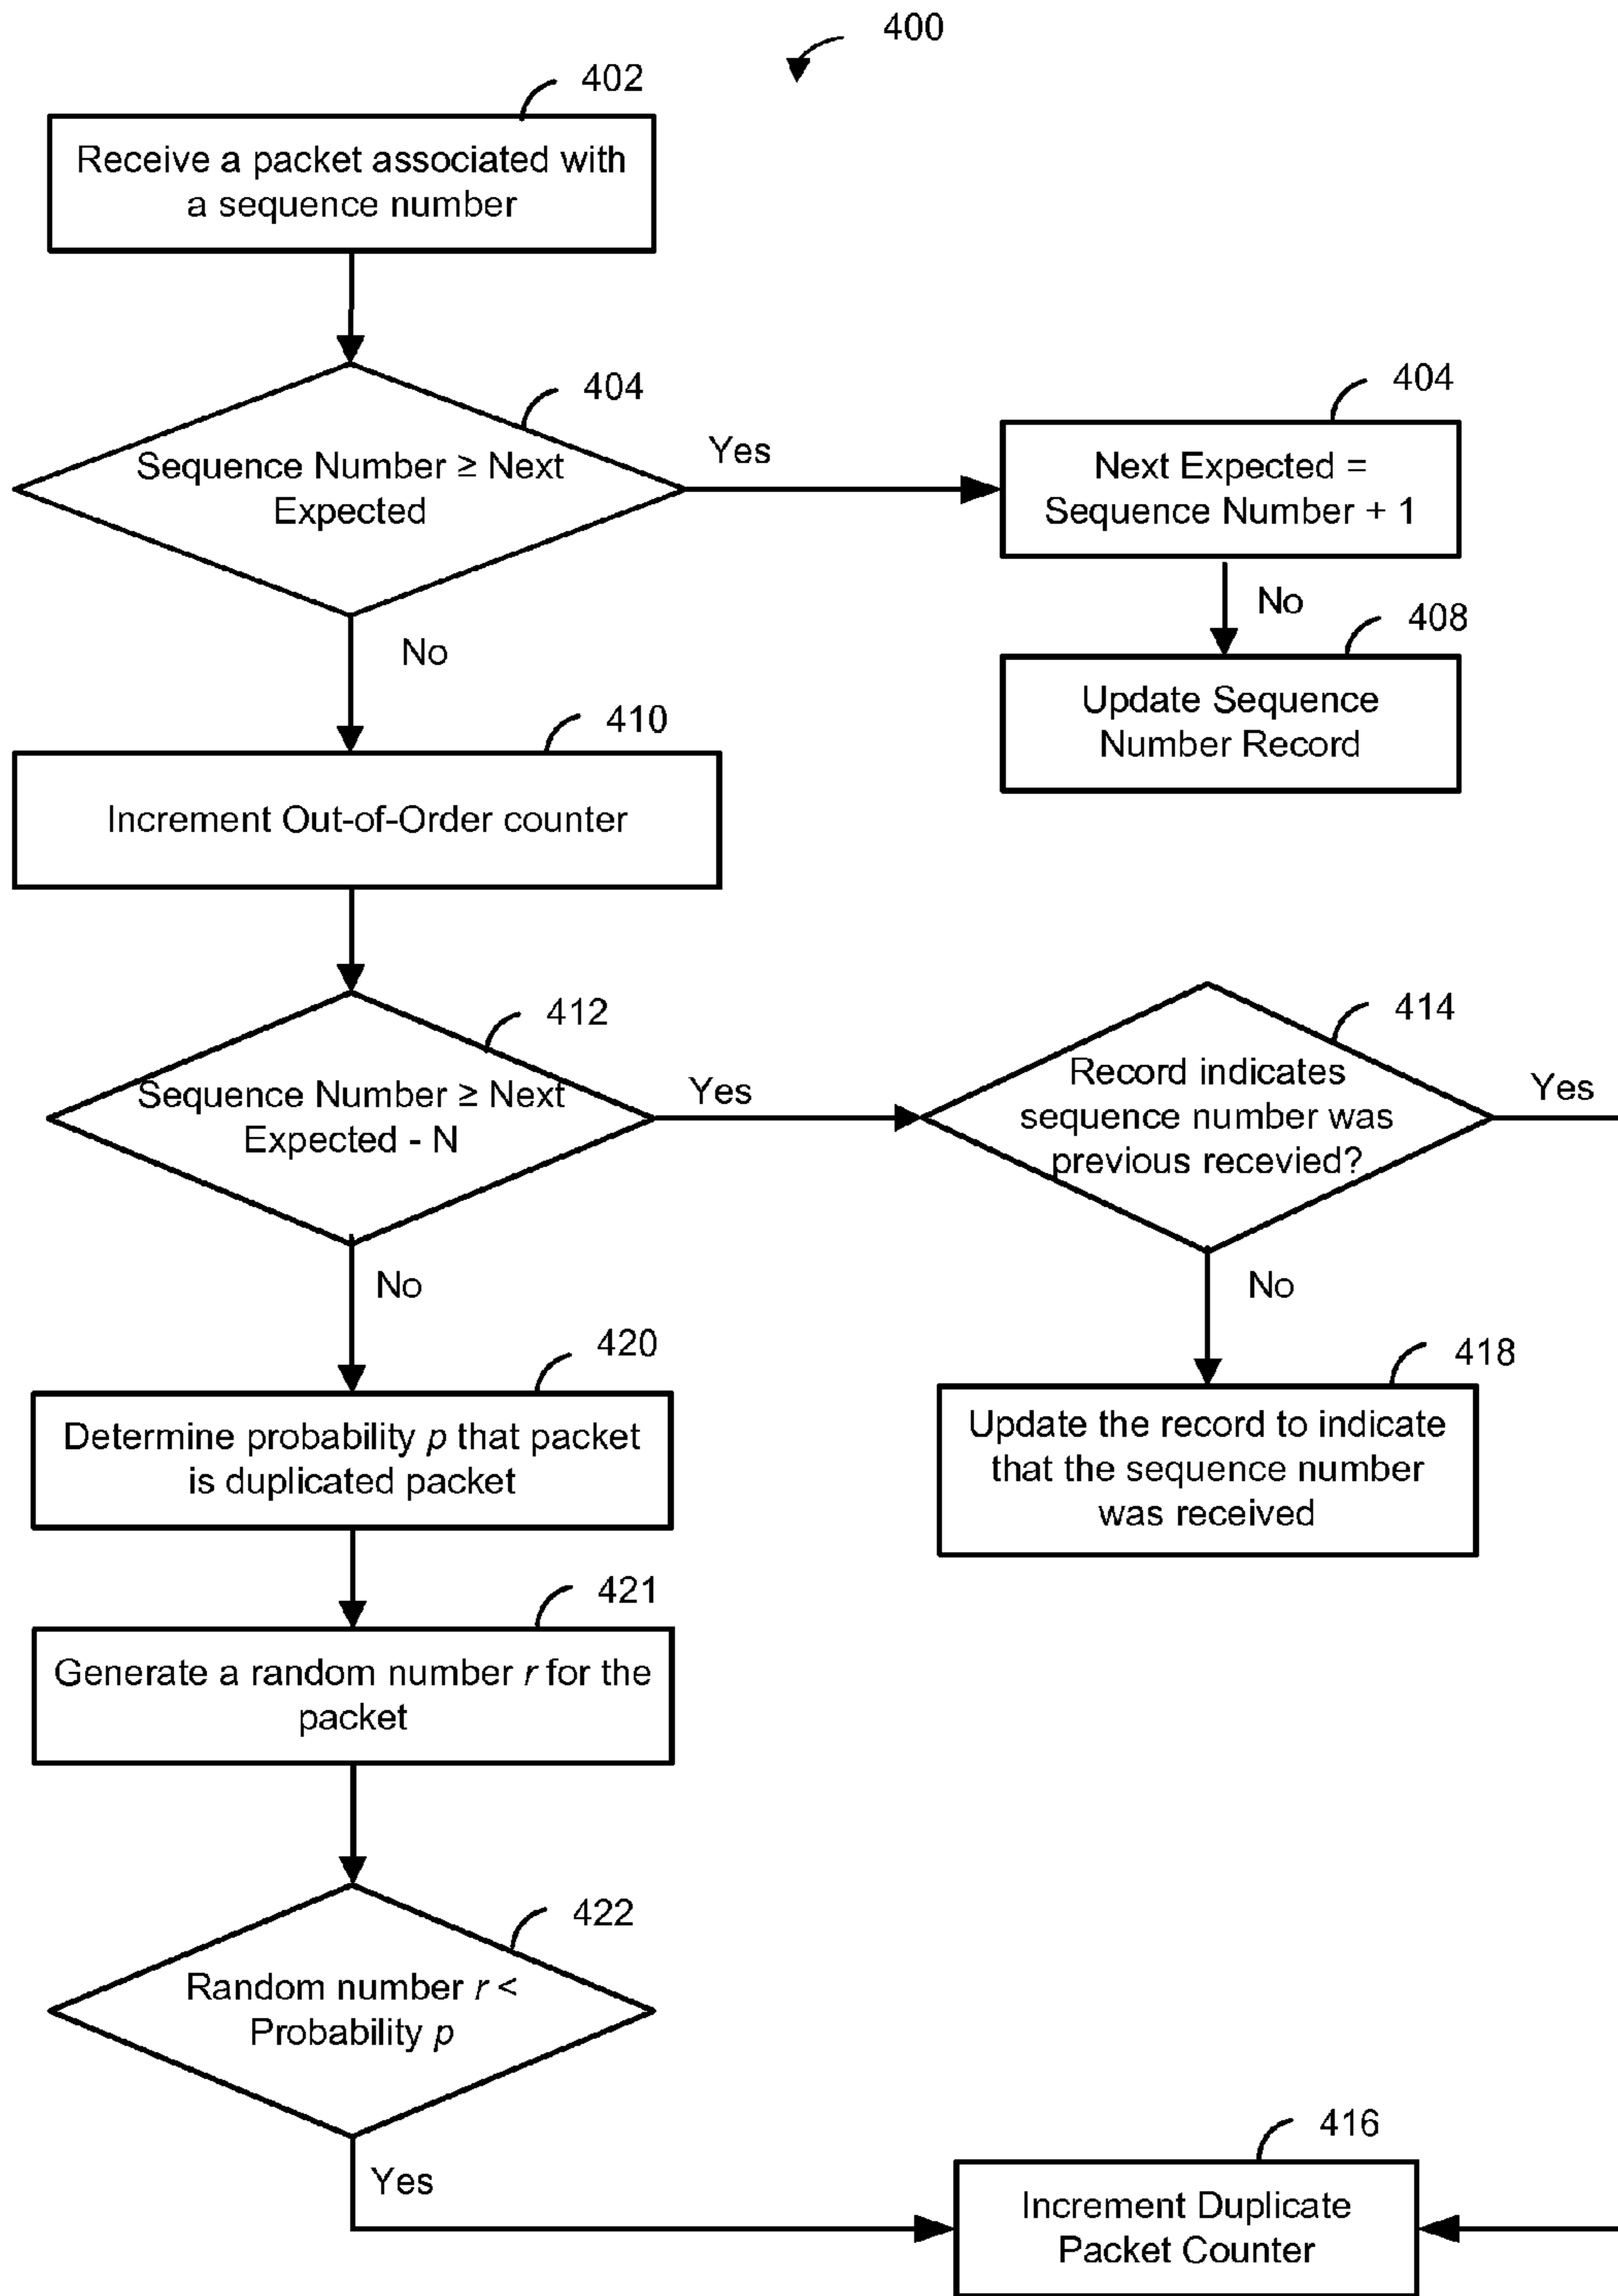 400
402
Receive a packet associated with
a sequence number
404
Sequence Number ≥ Next
Expected
Yes
404
Next Expected =
Sequence Number + 1
No
No
408
Update Sequence
Number Record
410
Increment Out-of-Order counter
412
Sequence Number ≥ Next
Expected - N
Yes
414
Record indicates
sequence number was
previous recevied?
Yes
No
No
418
Update the record to indicate
that the sequence number
was received
420
Determine probability p that packet
is duplicated packet
421
Generate a random number r for the
packet
422
Random number r <
Probability p
Yes
416
Increment Duplicate
Packet Counter